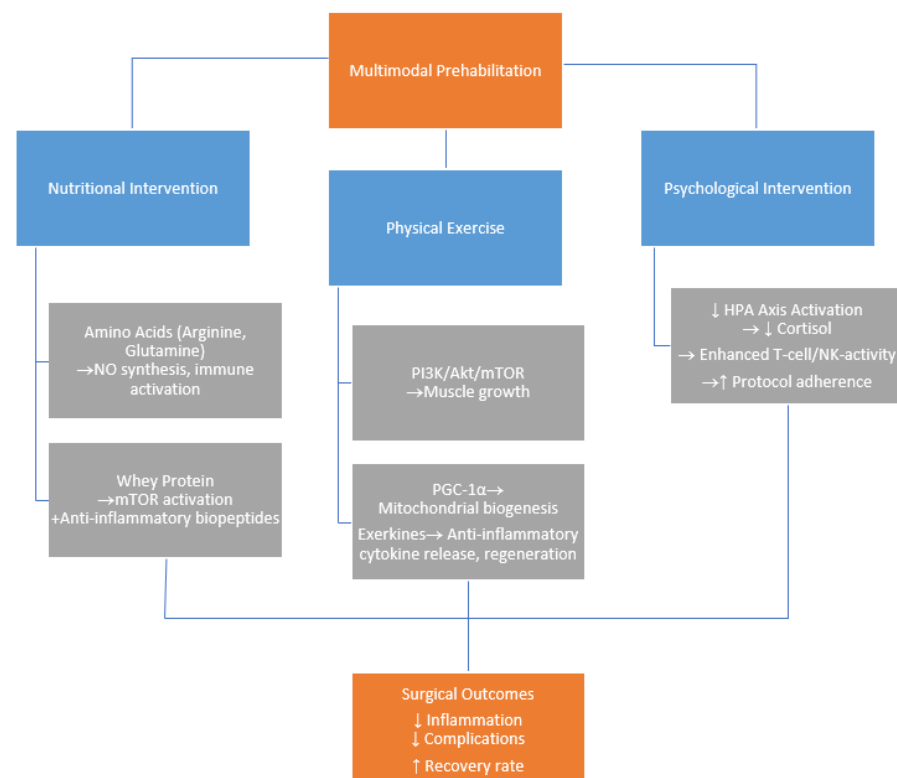 Multimodal Prehabilitation
Nutritional Intervention
Physical Exercise
Psychological Intervention
Amino Acids (Arginine,
Glutamine)
→NO synthesis, immune
activation
Whey Protein
→mTOR activation
+Anti-inflammatory biopeptides
PI3K/Akt/mTOR
→Muscle growth
PGC-1α→
Mitochondrial biogenesis
Exerkines→ Anti-inflammatory
cytokine release, regeneration
↓ HPA Axis Activation
→ ↓ Cortisol
→ Enhanced T-cell/NK-activity
→↑ Protocol adherence
Surgical Outcomes
↓ Inflammation
↓ Complications
↑ Recovery rate